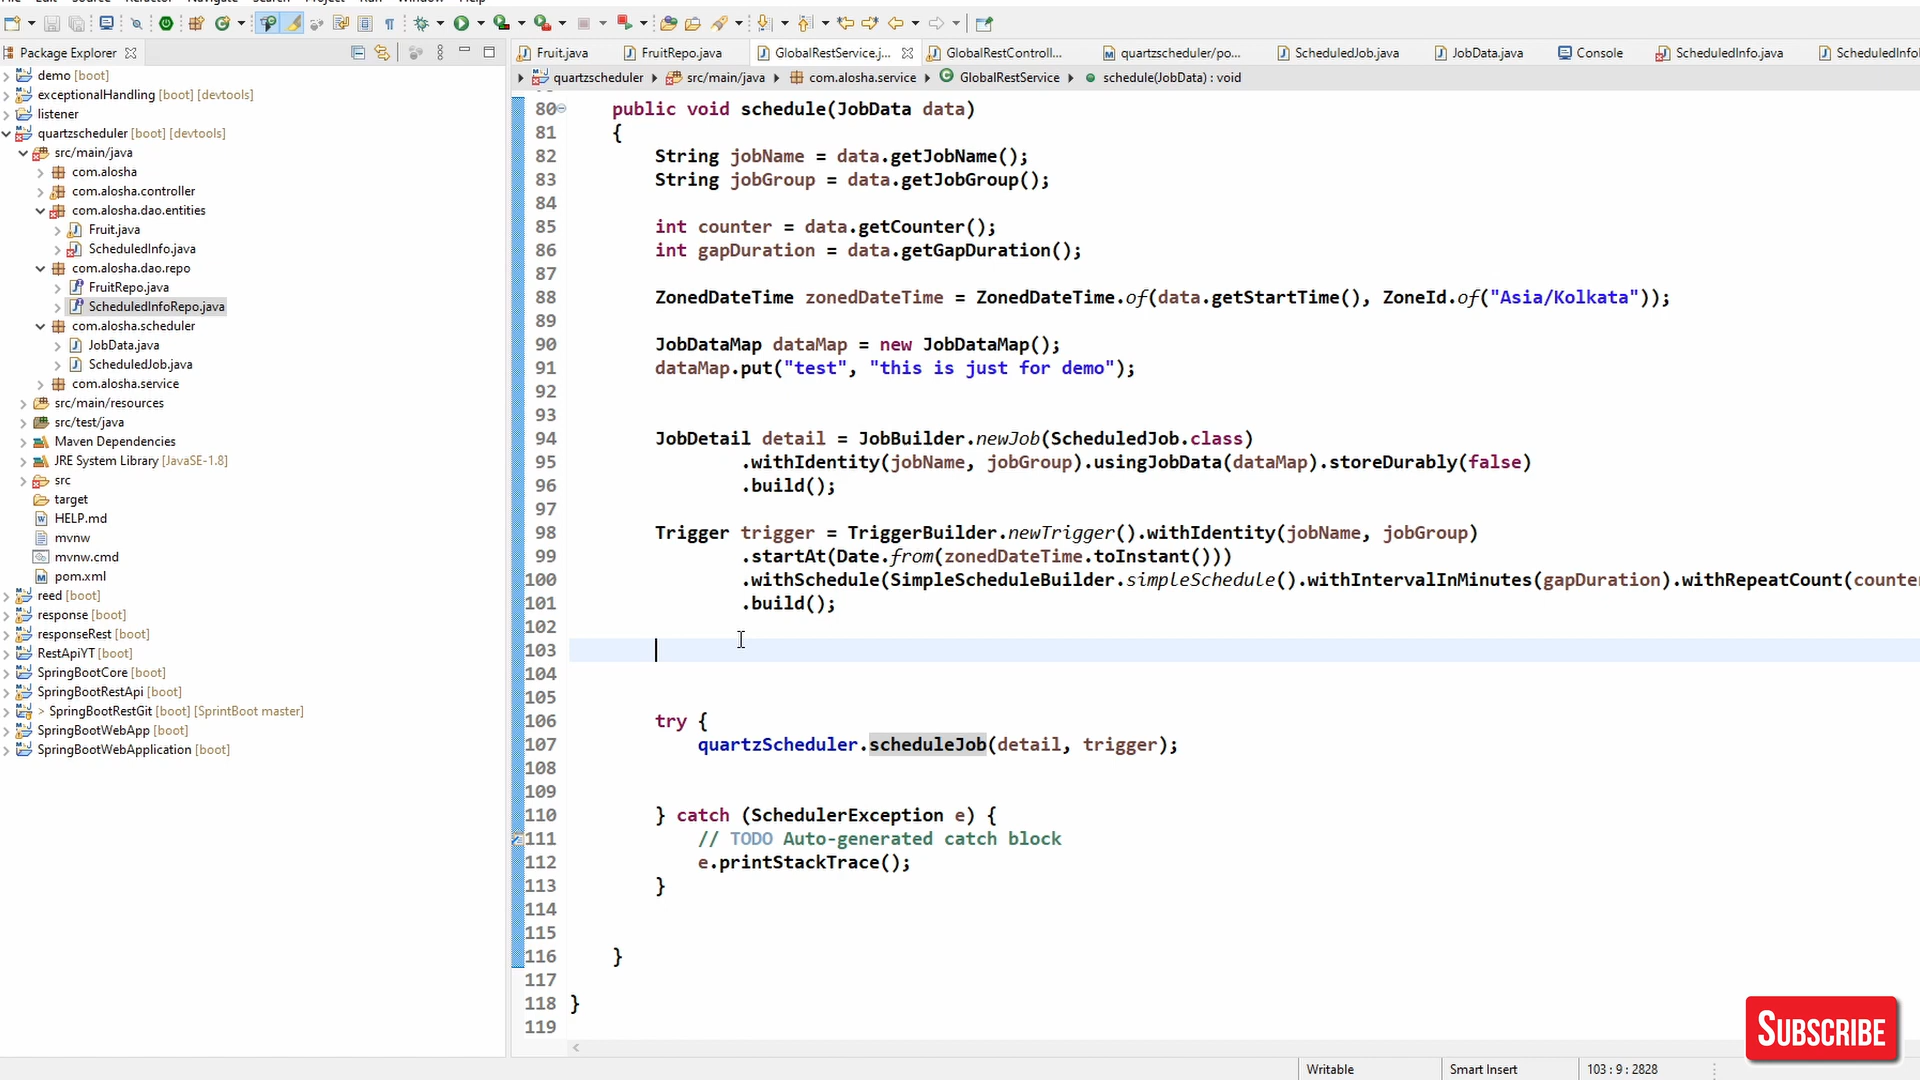 File Edit Source Refactor Navigate Search Project Run Window Help
Package Explorer
demo [boot]
exceptionalHandling [boot] [devtools]
listener
quartzscheduler [boot] [devtools]
src/main/java
com.alosha
com.alosha.controller
com.alosha.dao.entities
Fruit.java
ScheduledInfo.java
com.alosha.dao.repo
FruitRepo.java
ScheduledInfoRepo.java
com.alosha.scheduler
JobData.java
ScheduledJob.java
com.alosha.service
src/main/resources
src/test/java
Maven Dependencies
JRE System Library [JavaSE-1.8]
src
target
HELP.md
mvnw
mvnw.cmd
pom.xml
reed [boot]
response [boot]
responseRest [boot]
RestApiYT [boot]
SpringBootCore [boot]
SpringBootRestApi [boot]
> SpringBootRestGit [boot] [SprintBoot master]
SpringBootWebApp [boot]
SpringBootWebApplication [boot]
Fruit.java FruitRepo.java GlobalRestService.j... GlobalRestControll... quartzscheduler/po... ScheduledJob.java JobData.java Console ScheduledInfo.java ScheduledInfo
quartzscheduler src/main/java com.alosha.service GlobalRestService schedule(JobData) : void
80 public void schedule(JobData data)
81 {
82 String jobName = data.getJobName();
83 String jobGroup = data.getJobGroup();
84
85 int counter = data.getCounter();
86 int gapDuration = data.getGapDuration();
87
88 ZonedDateTime zonedDateTime = ZonedDateTime.of(data.getStartTime(), ZoneId.of("Asia/Kolkata"));
89
90 JobDataMap dataMap = new JobDataMap();
91 dataMap.put("test", "this is just for demo");
92
93
94 JobDetail detail = JobBuilder.newJob(ScheduledJob.class)
95 .withIdentity(jobName, jobGroup).usingJobData(dataMap).storeDurably(false)
96 .build();
97
98 Trigger trigger = TriggerBuilder.newTrigger().withIdentity(jobName, jobGroup)
99 .startAt(Date.from(zonedDateTime.toInstant()))
100 .withSchedule(SimpleScheduleBuilder.simpleSchedule().withIntervalInMinutes(gapDuration).withRepeatCount(counte
101 .build();
102
103
104
105
106 try {
107 quartzScheduler.scheduleJob(detail, trigger);
108
109
110 } catch (SchedulerException e) {
111 // TODO Auto-generated catch block
112 e.printStackTrace();
113 }
114
115
116 }
117
118 }
119
SUBSCRIBE
Writable Smart Insert 103 : 9 : 2828